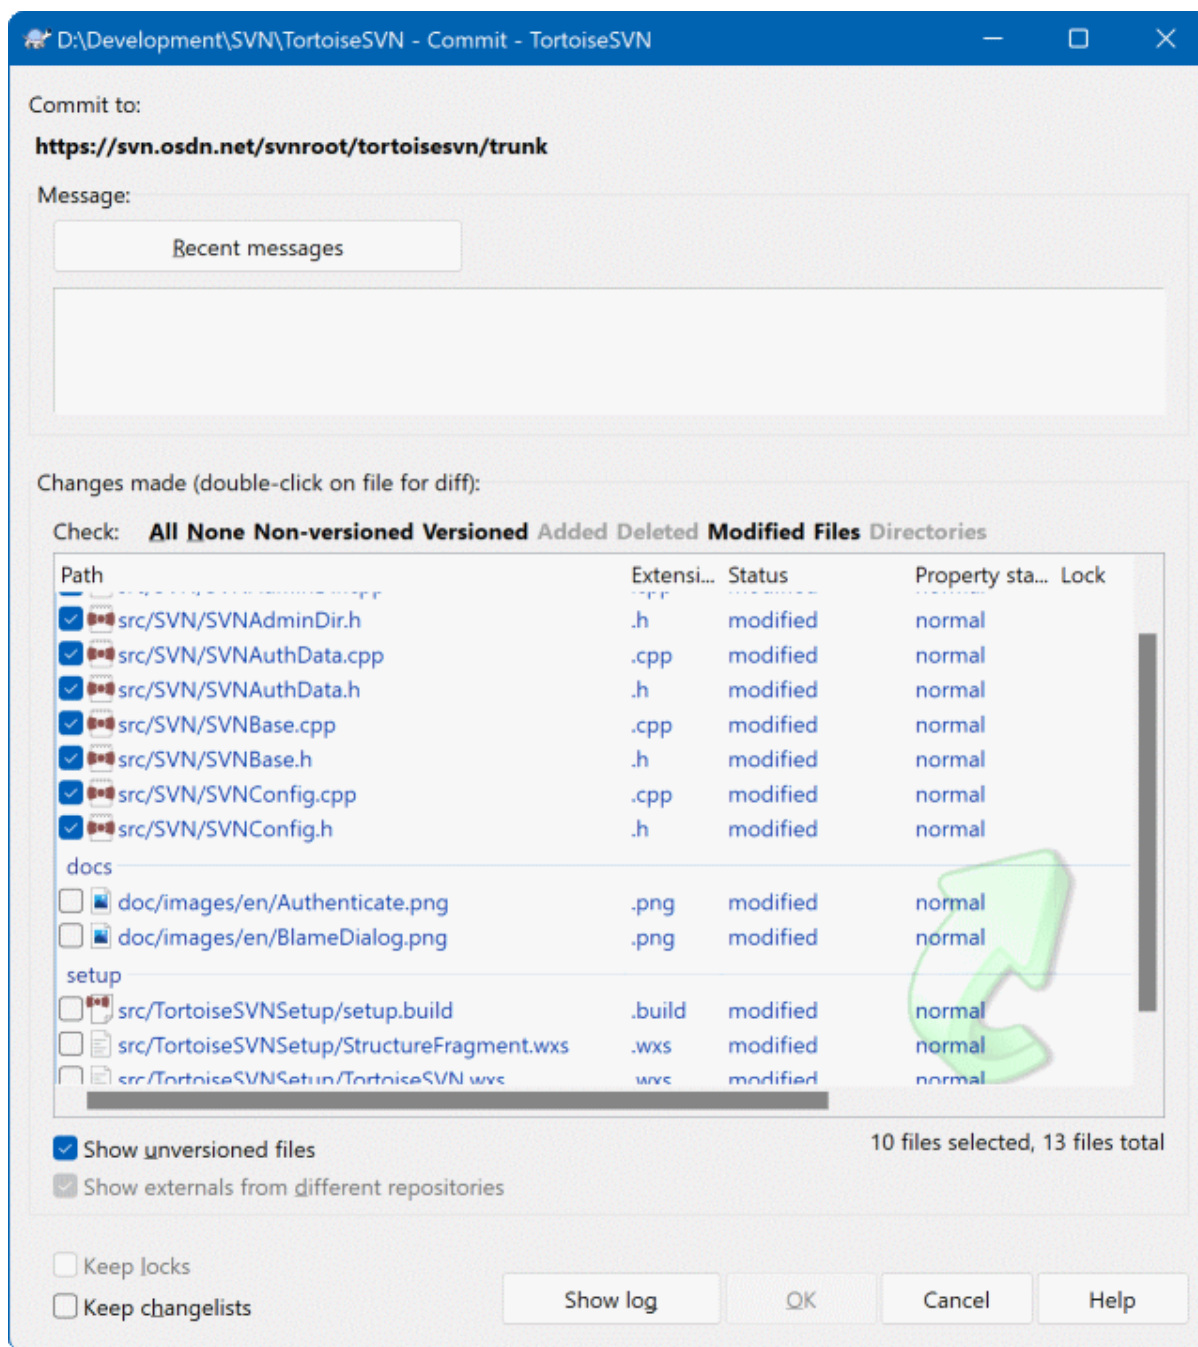 D:\Development\SVN\TortoiseSVN - Commit - TortoiseSVN
Commit to:
https://svn.osdn.net/svnroot/tortoisesvn/trunk
Message:
Recent messages
Changes made (double-click on file for diff):
Check: All None Non-versioned Versioned Added Deleted Modified Files Directories
Path Extensi... Status Property sta... Lock
src/SVN/SVNAdminDir.h .h modified normal
src/SVN/SVNAuthData.cpp .cpp modified normal
src/SVN/SVNAuthData.h .h modified normal
src/SVN/SVNBase.cpp .cpp modified normal
src/SVN/SVNBase.h .h modified normal
src/SVN/SVNConfig.cpp .cpp modified normal
src/SVN/SVNConfig.h .h modified normal
docs
doc/images/en/Authenticate.png .png modified normal
doc/images/en/BlameDialog.png .png modified normal
setup
src/TortoiseSVNSetup/setup.build .build modified normal
src/TortoiseSVNSetup/StructureFragment.wxs .wxs modified normal
src/TortoiseSVNSetup/TortoiseSVN.wxs .wxs modified normal
Show unversioned files
10 files selected, 13 files total
Show externals from different repositories
Keep locks
Keep changelists
Show log OK Cancel Help